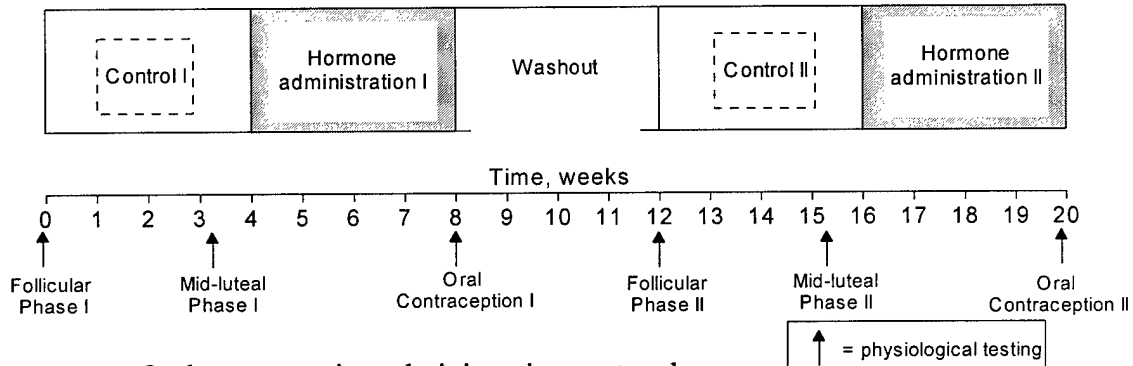 Control I
Hormone
administration I
Washout
Control II
Hormone
administration II
Time, weeks
0 1 2 3 4 5 6 7 8 9 10 11 12 13 14 15 16 17 18 19 20
Follicular
Phase I
Mid-luteal
Phase I
Oral
Contraception I
Follicular
Phase II
Mid-luteal
Phase II
Oral
Contraception II
= physiological testing